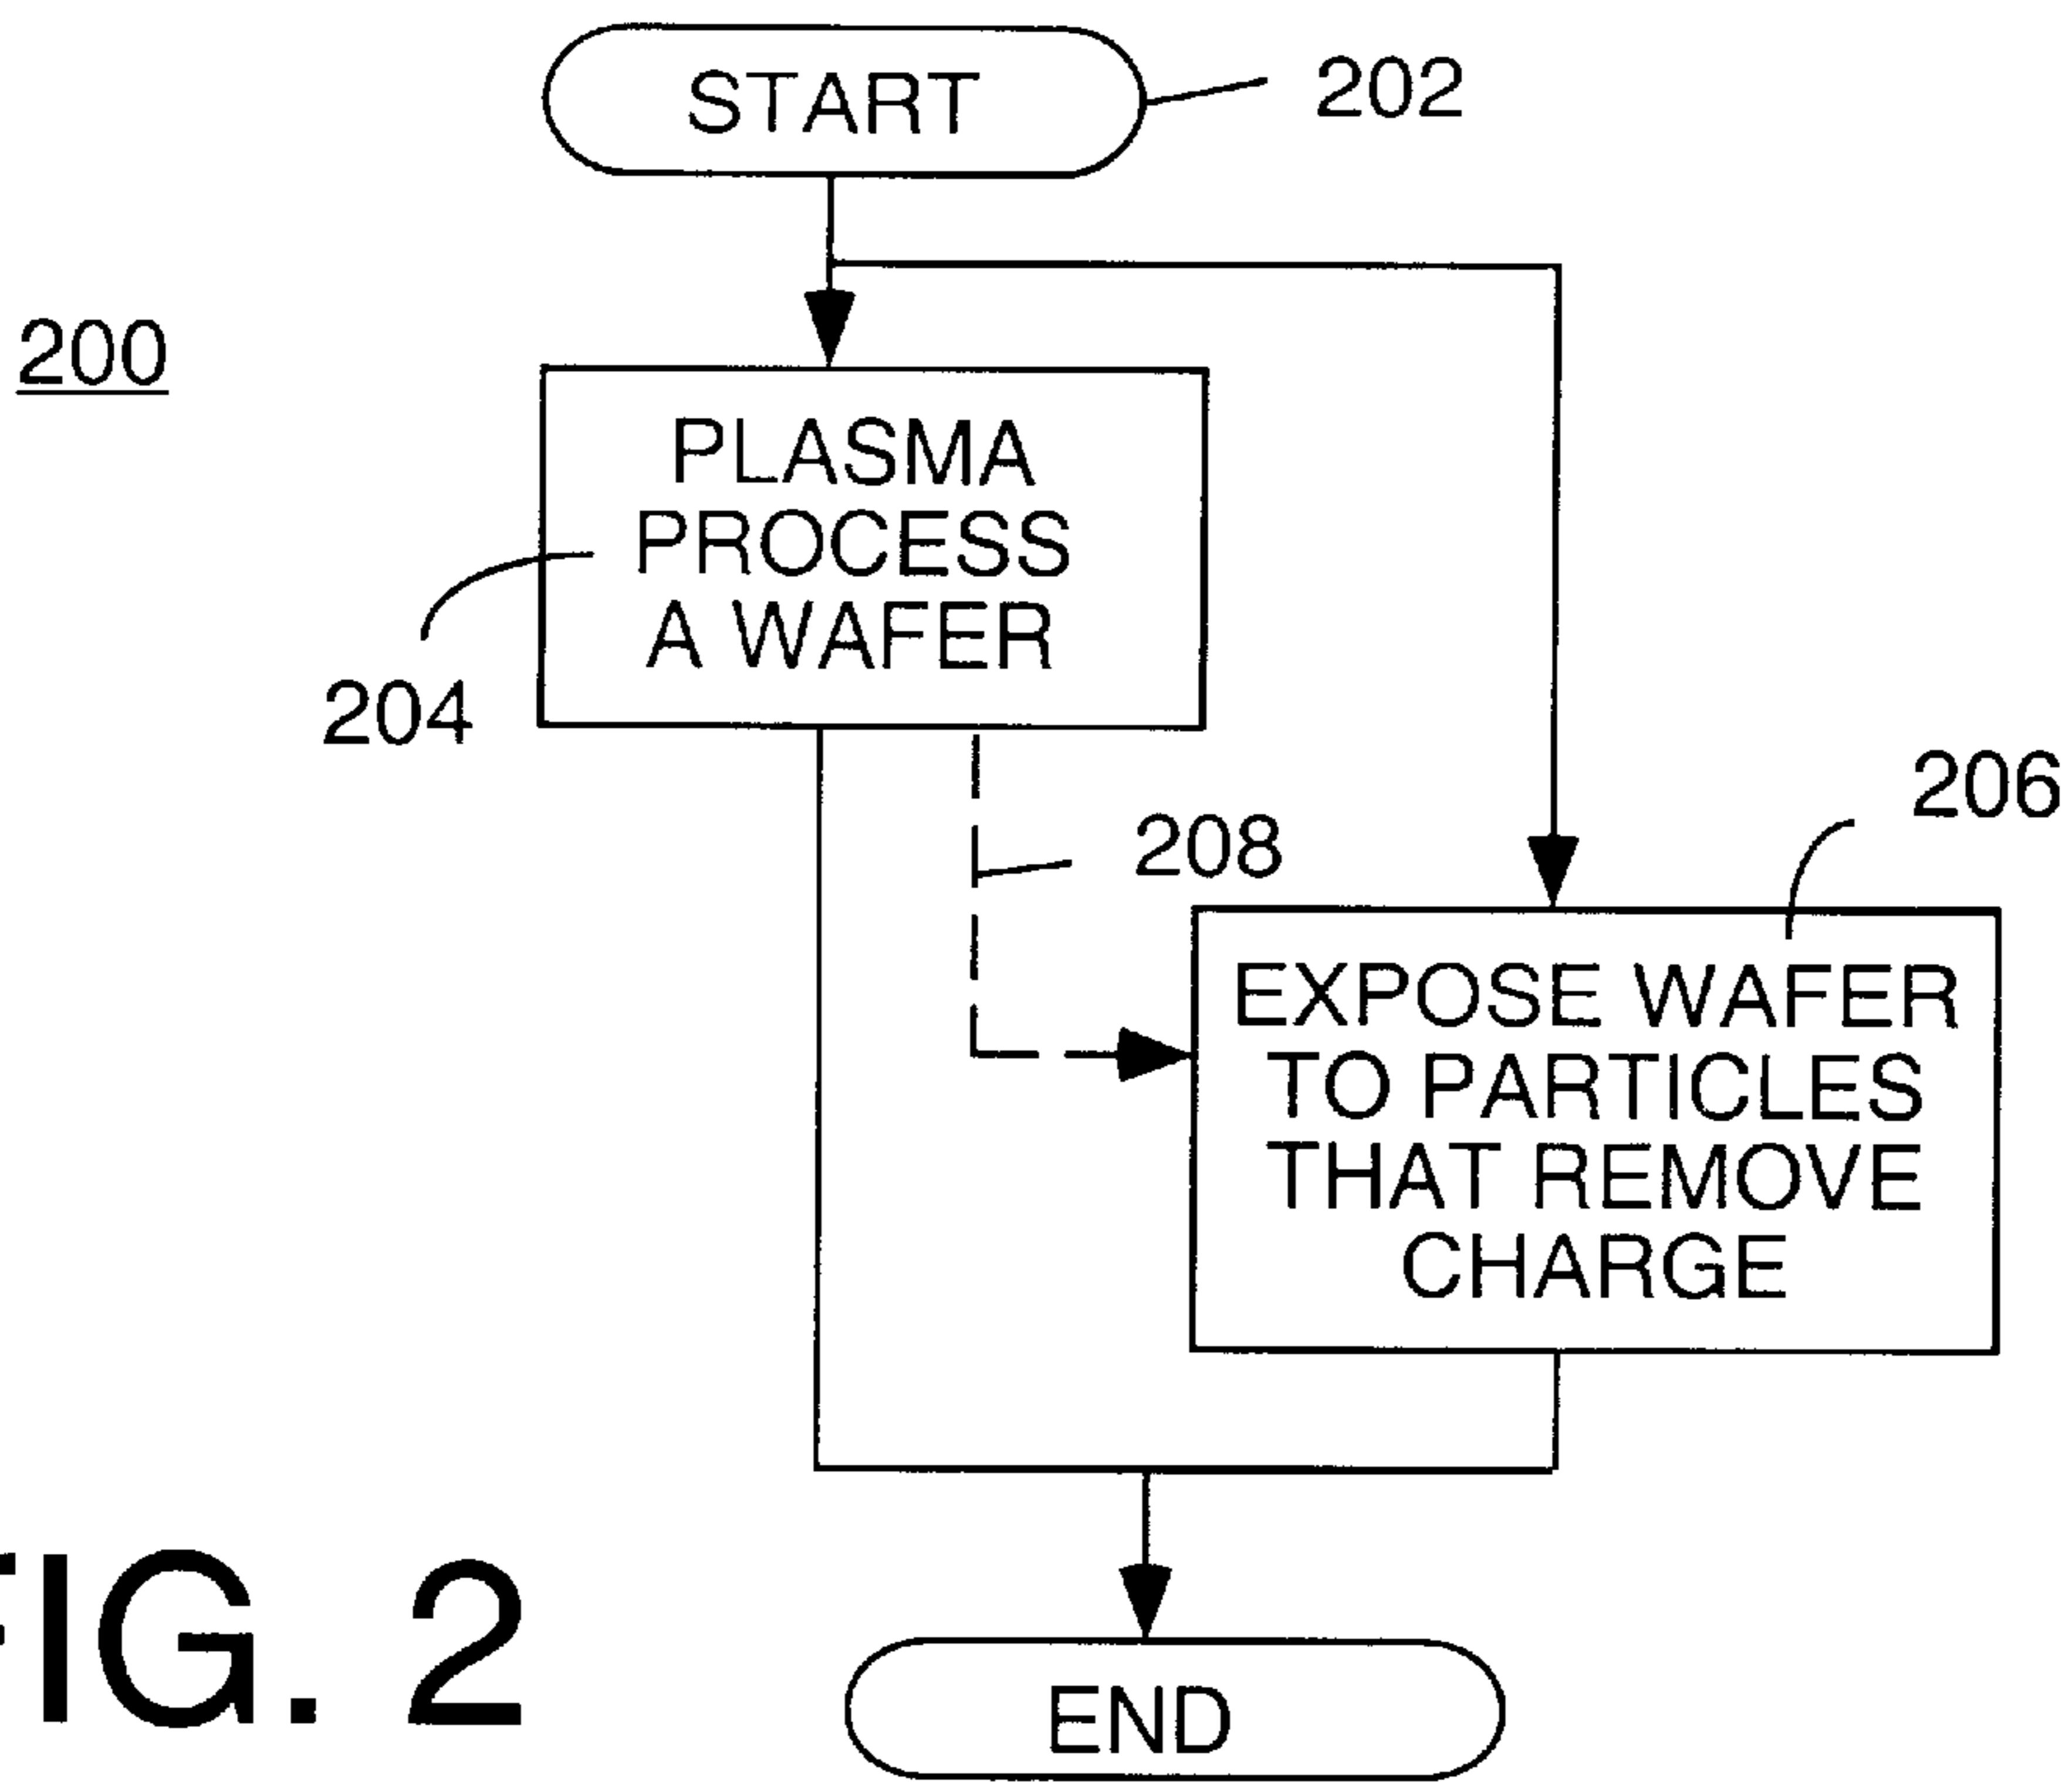 START
202
200
PLASMA
PROCESS
A WAFER
204
206
208
EXPOSE WAFER
TO PARTICLES
THAT REMOVE
CHARGE
FIG. 2
END